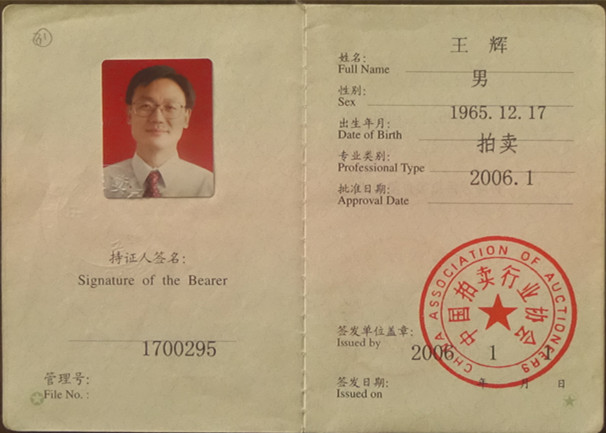 31
持证人签名:
Signature of the Bearer
1700295
管理号:
File No. :
王 辉
姓名:
Full Name
男
性别:
Sex
1965.12.17
出生年月:
Date of Birth
拍卖
专业类别:
Professional Type
2006.1
批准日期:
Approval Date
CHINA ASSOCIATION OF AUCTIONEERS
中国拍卖行业协会
签发单位盖章:
Issued by
2006 1 1
签发日期: 年 月 日
Issued on